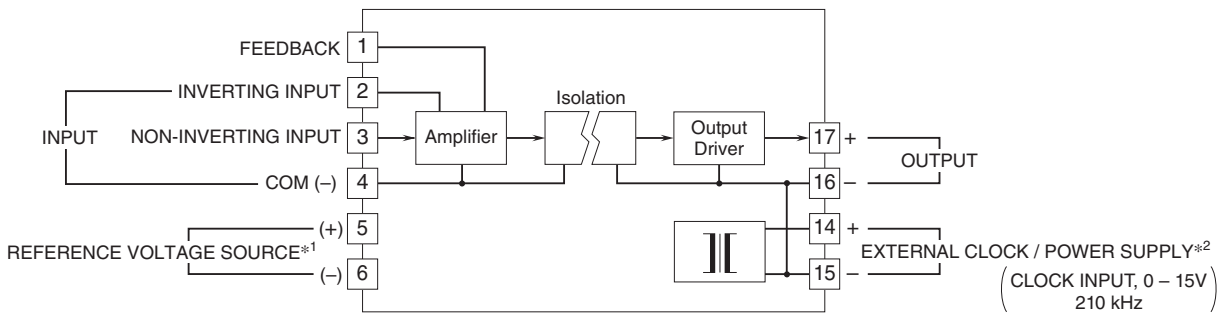 FEEDBACK 1
INVERTING INPUT 2
Isolation
INPUT
NON-INVERTING INPUT 3
Amplifier
Output
Driver
17 +
OUTPUT
COM (–) 4
16 –
(+) 5
14 +
REFERENCE VOLTAGE SOURCE*1
EXTERNAL CLOCK / POWER SUPPLY*2
(–) 6
15 –
(CLOCK INPUT, 0 – 15V
210 kHz)